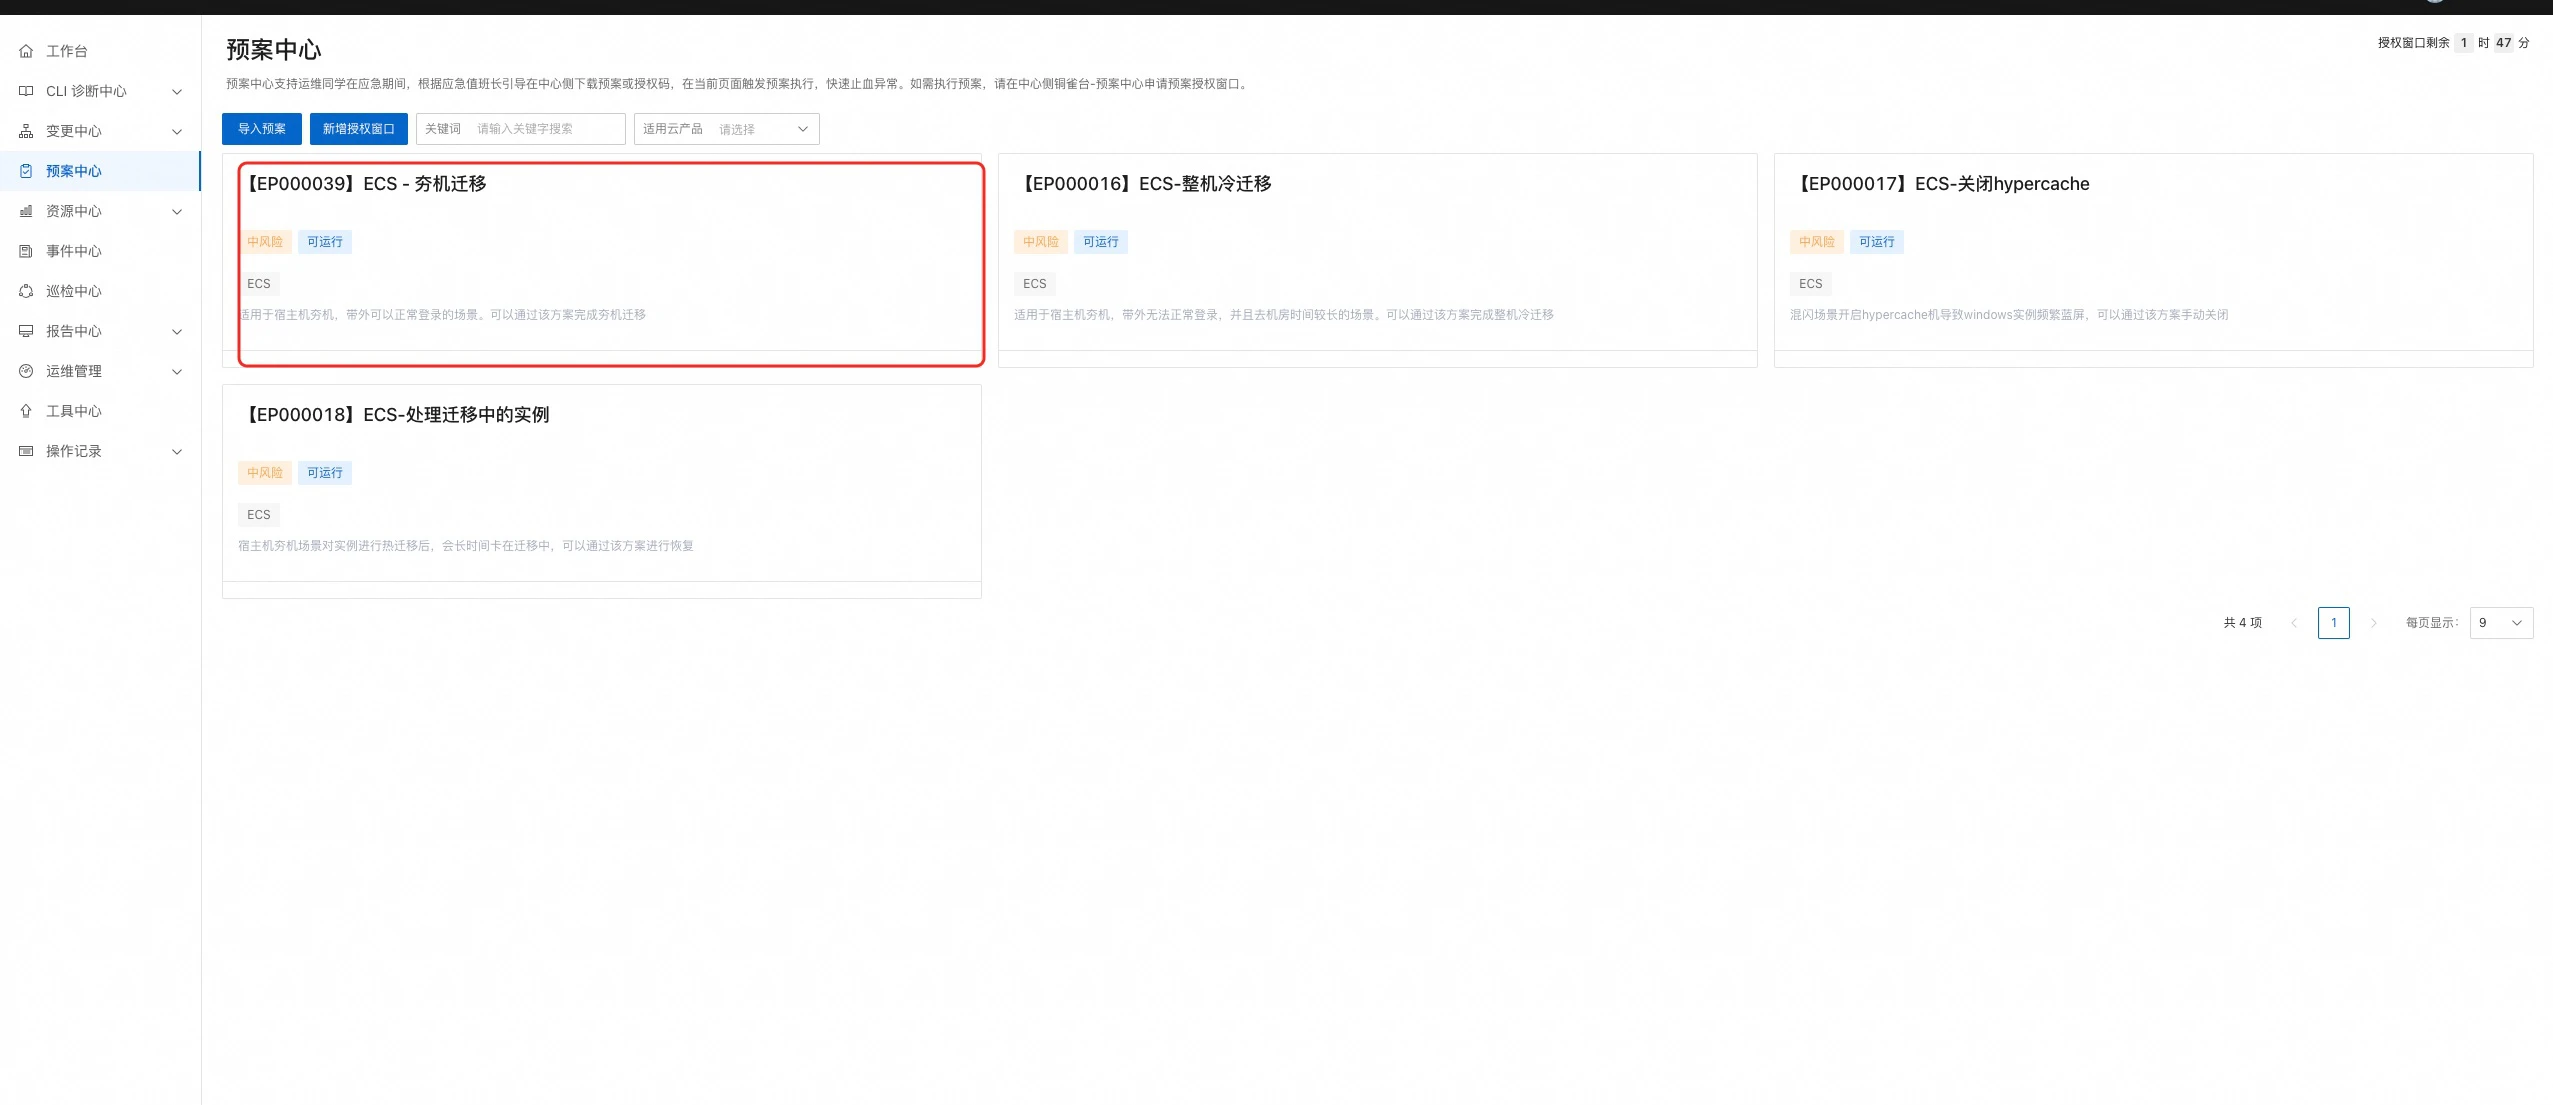 工作台
CLI 诊断中心
变更中心
预案中心
资源中心
事件中心
巡检中心
报告中心
运维管理
工具中心
操作记录
预案中心
授权窗口剩余 1 时 47 分
预案中心支持运维同学在应急期间，根据应急值班长引导在中心侧下载预案或授权码，在当前页面触发预案执行，快速止血异常。如需执行预案，请在中心侧铜雀台-预案中心申请预案授权窗口。
导入预案 新增授权窗口 关键词 请输入关键字搜索 适用云产品 请选择
【EP000039】ECS - 夯机迁移
中风险 可运行
ECS
适用于宿主机夯机，带外可以正常登录的场景。可以通过该方案完成夯机迁移
【EP000016】ECS-整机冷迁移
中风险 可运行
ECS
适用于宿主机夯机，带外无法正常登录，并且去机房时间较长的场景。可以通过该方案完成整机冷迁移
【EP000017】ECS-关闭hypercache
中风险 可运行
ECS
混闪场景开启hypercache机导致windows实例频繁蓝屏，可以通过该方案手动关闭
【EP000018】ECS-处理迁移中的实例
中风险 可运行
ECS
宿主机夯机场景对实例进行热迁移后，会长时间卡在迁移中，可以通过该方案进行恢复
共 4 项 1 每页显示： 9